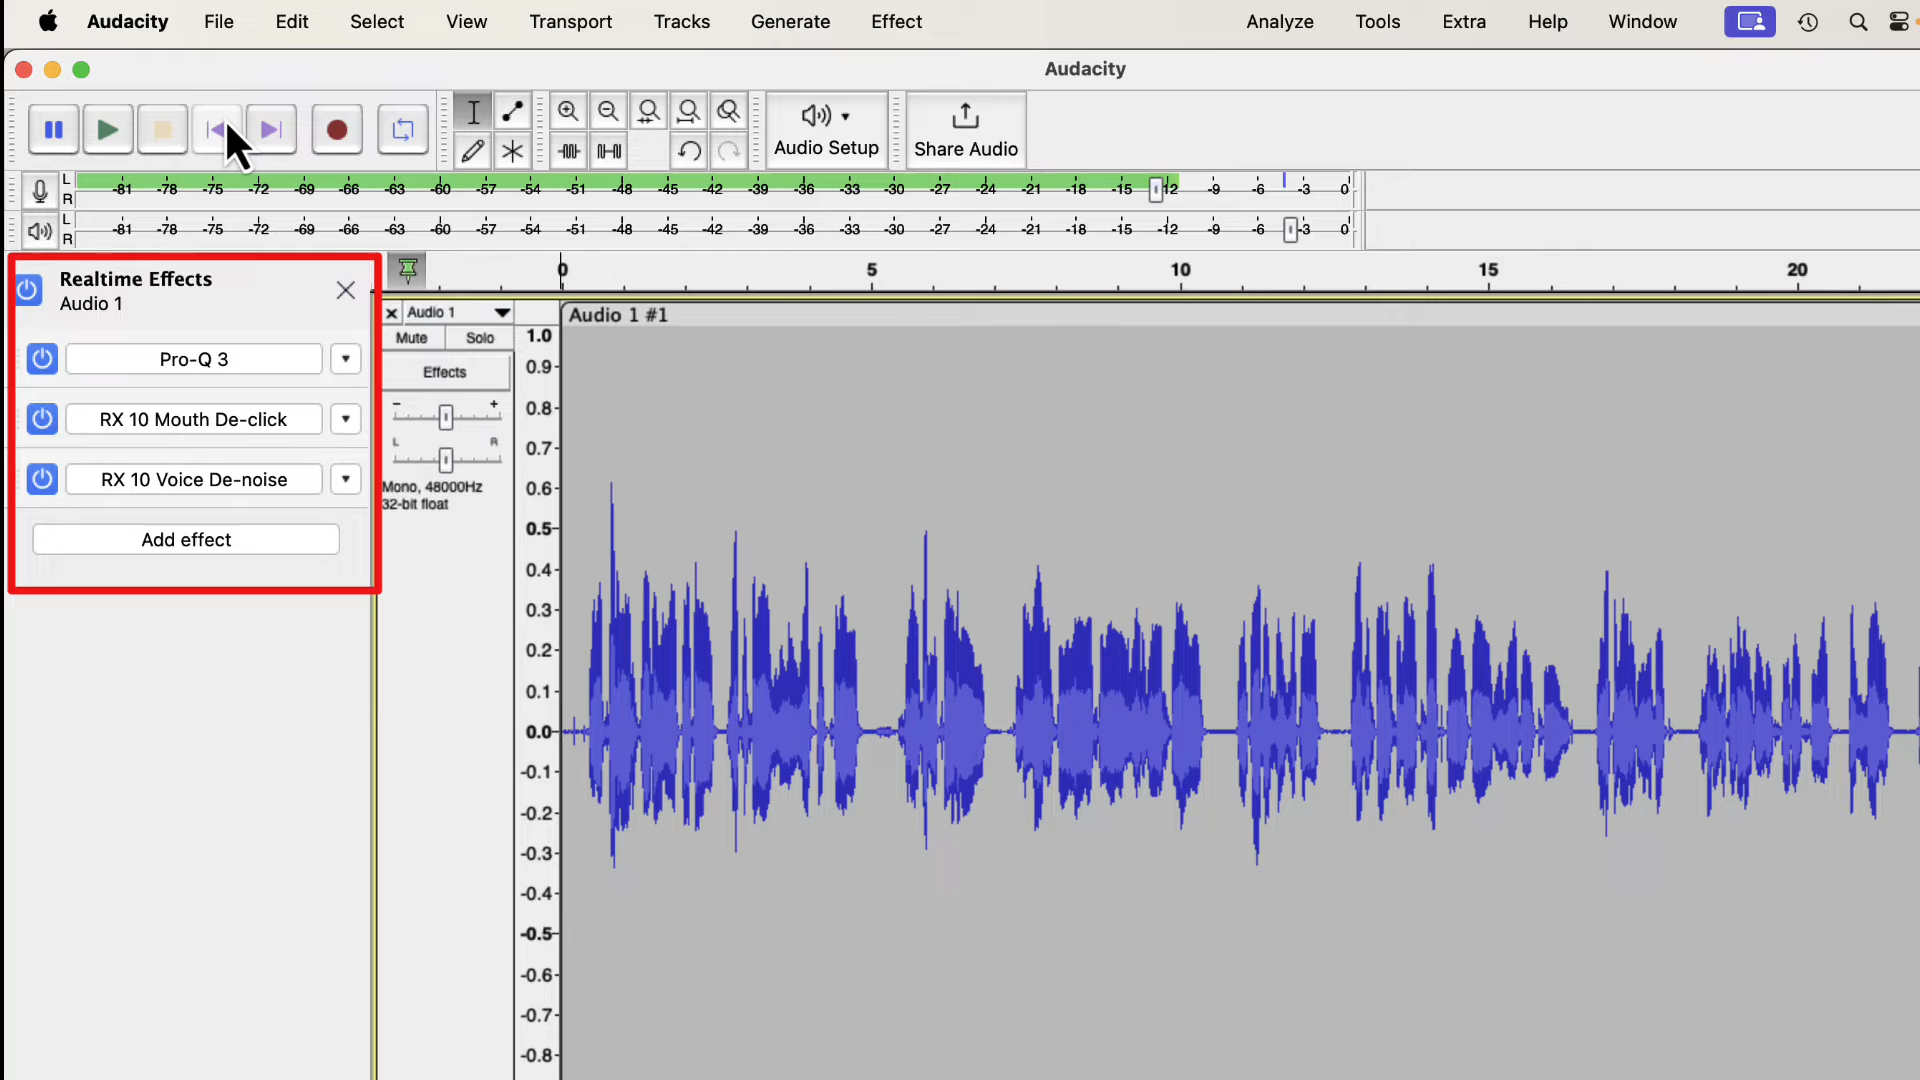 Audacity File Edit Select View Transport Tracks Generate Effect Analyze Tools Extra Help Window
Audacity
Audio Setup
Share Audio
L
R
-81 -78 -75 -72 -69 -66 -63 -60 -57 -54 -51 -48 -45 -42 -39 -36 -33 -30 -27 -24 -21 -18 -15 -12 -9 -6 -3 0
L
R
-81 -78 -75 -72 -69 -66 -63 -60 -57 -54 -51 -48 -45 -42 -39 -36 -33 -30 -27 -24 -21 -18 -15 -12 -9 -6 -3 0
Realtime Effects
Audio 1
Pro-Q 3
RX 10 Mouth De-click
RX 10 Voice De-noise
Add effect
0 5 10 15 20
Audio 1
Mute Solo
Effects
- +
L R
Mono, 48000Hz
32-bit float
Audio 1 #1
1.0
0.9
0.8
0.7
0.6
0.5
0.4
0.3
0.2
0.1
0.0
-0.1
-0.2
-0.3
-0.4
-0.5
-0.6
-0.7
-0.8